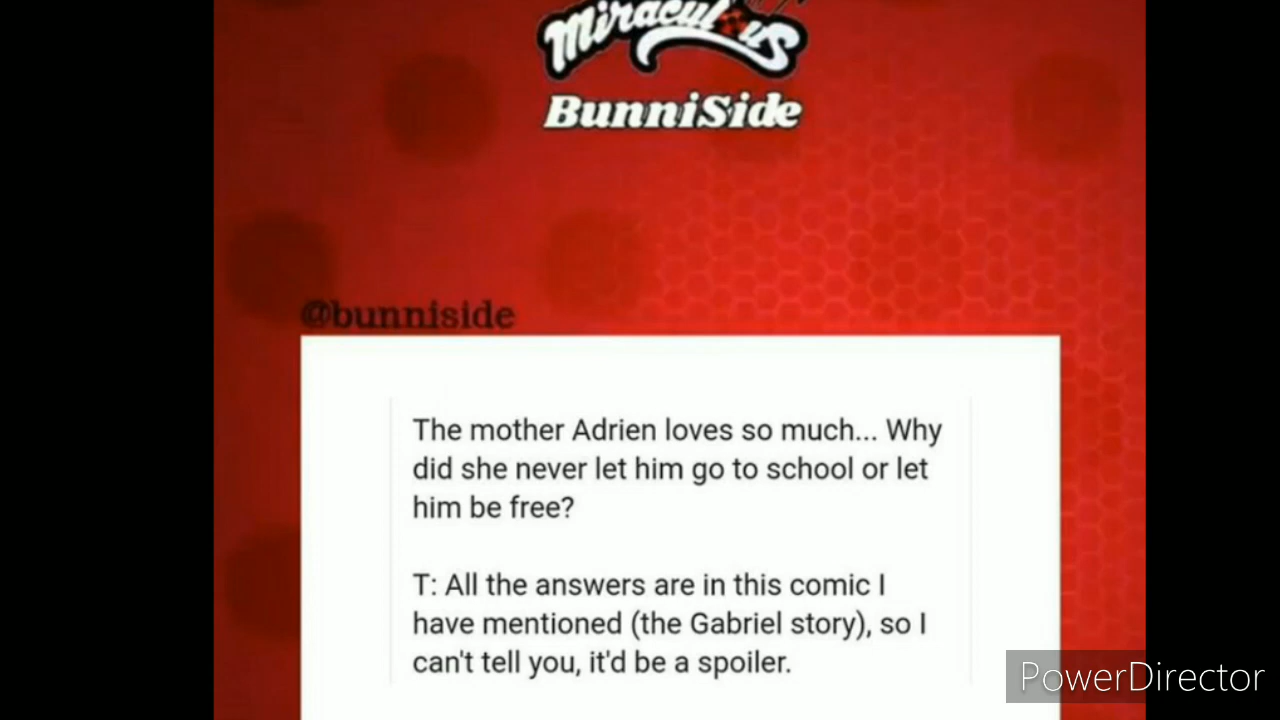 Miraculous
BunniSide
@bunniside
The mother Adrien loves so much... Why
did she never let him go to school or let
him be free?
T: All the answers are in this comic I
have mentioned (the Gabriel story), so I
can't tell you, it'd be a spoiler.
PowerDirector